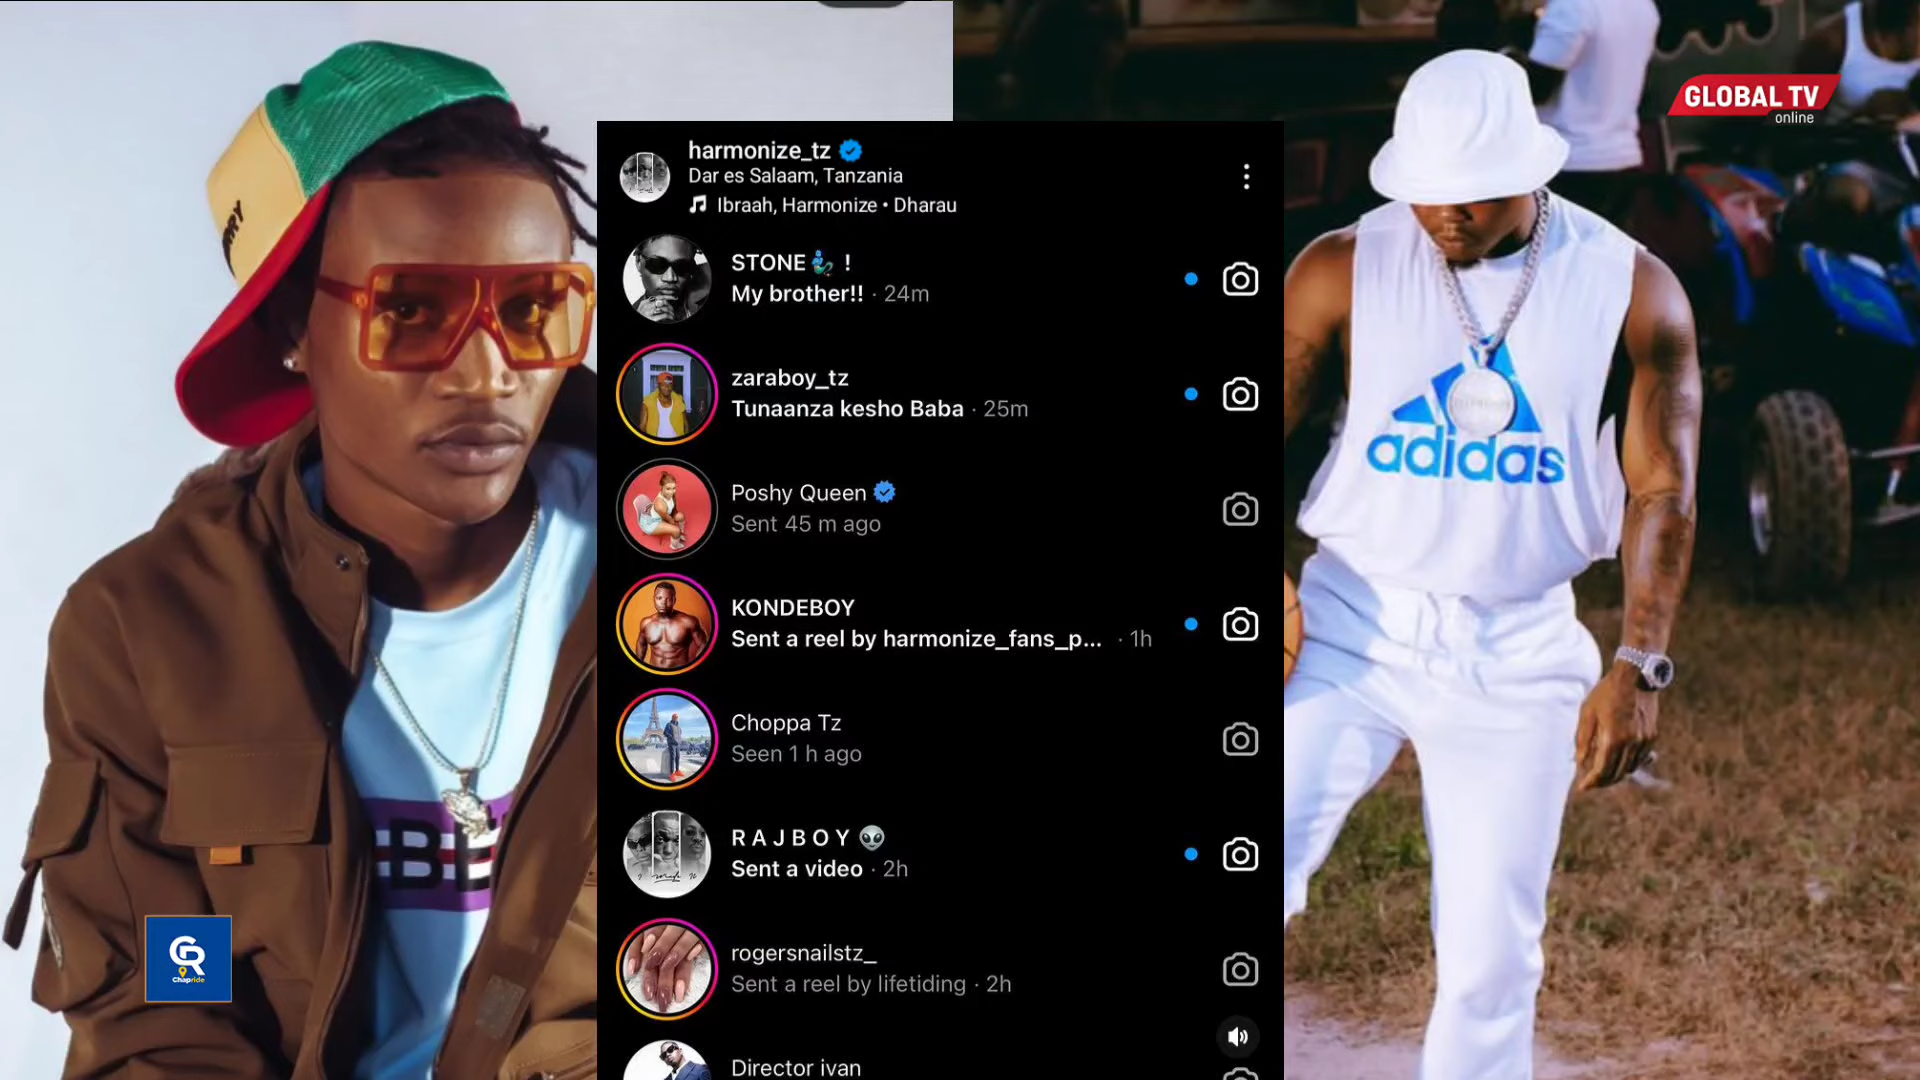 GLOBAL TV
online
harmonize_tz
Dar es Salaam, Tanzania
Ibraah, Harmonize • Dharau
STONE🧞‍♂️ !
My brother!! · 24m
zaraboy_tz
Tunaanza kesho Baba · 25m
Poshy Queen
Sent 45 m ago
KONDEBOY
Sent a reel by harmonize_fans_p... · 1h
Choppa Tz
Seen 1 h ago
R A J B O Y 👽
Sent a video · 2h
rogersnailstz_
Sent a reel by lifetiding · 2h
Director ivan
adidas
GR
Chapride